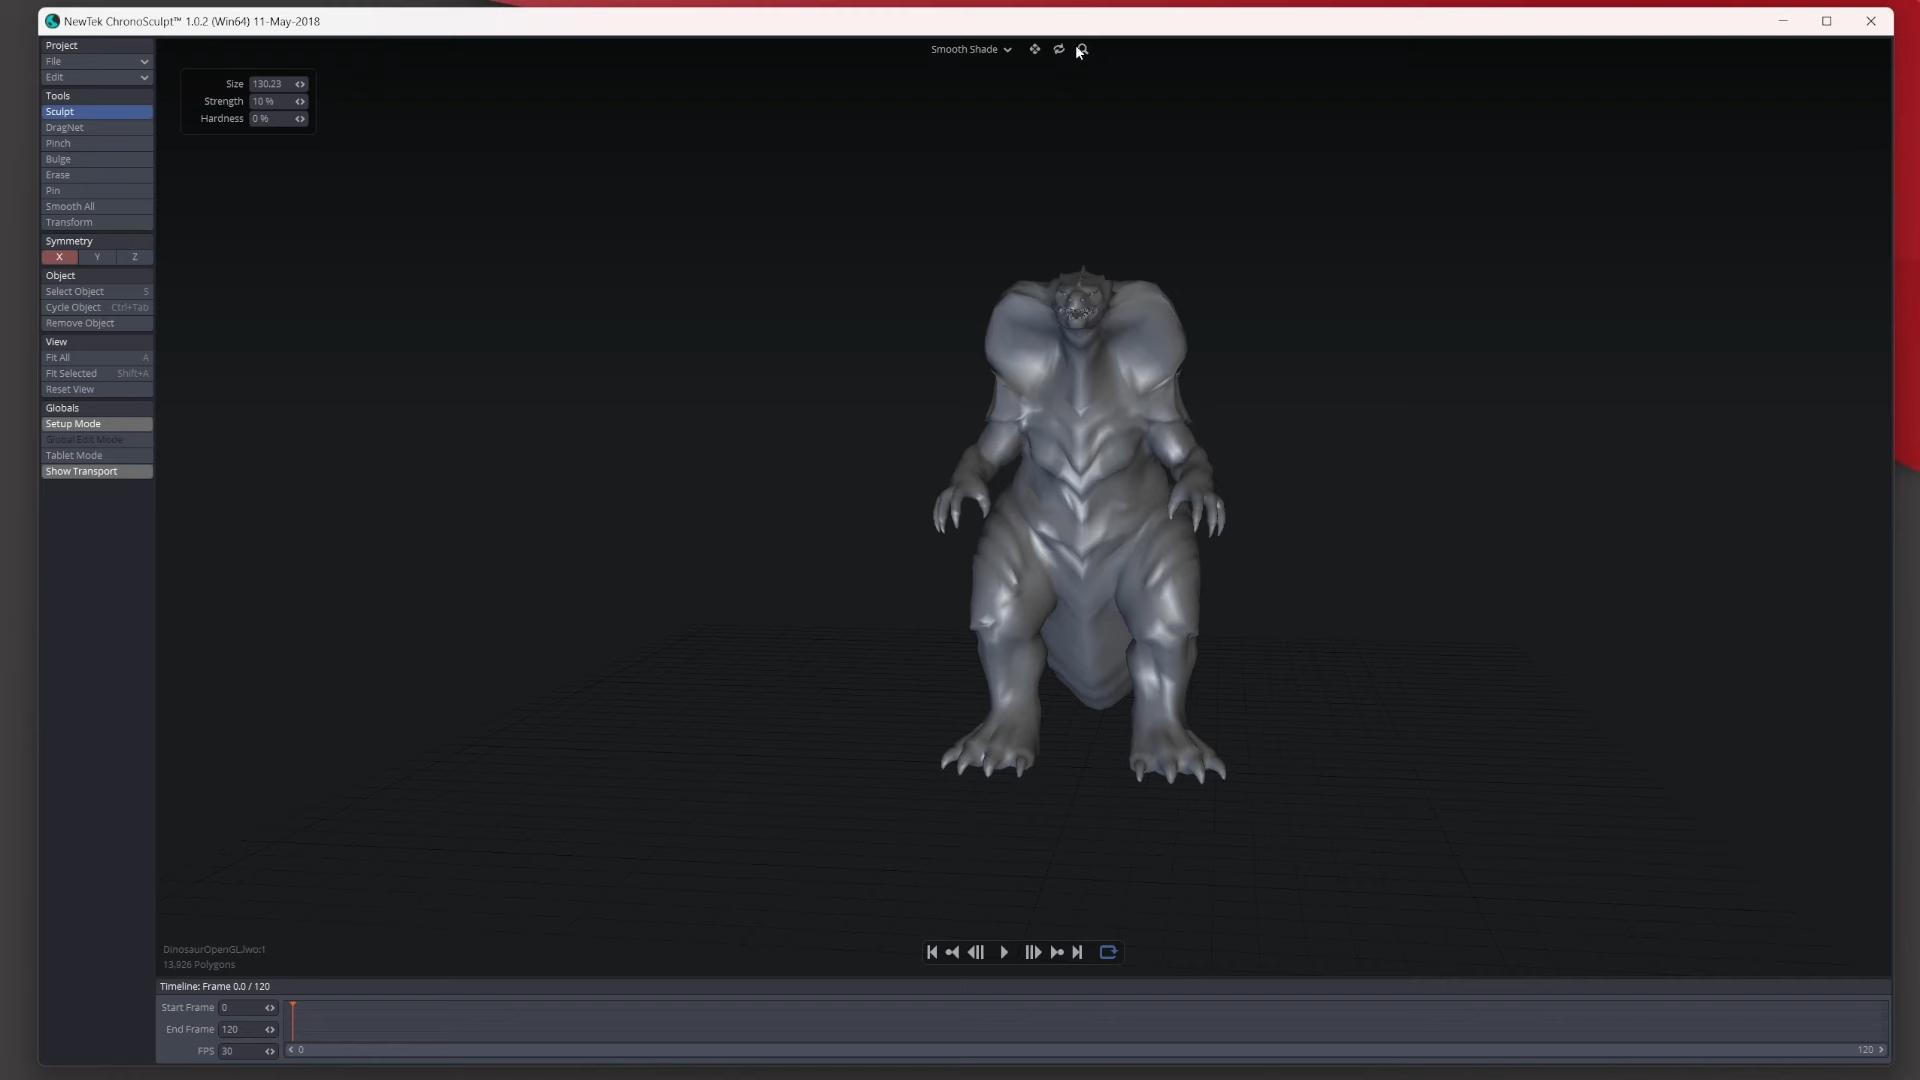 NewTek ChronoSculpt™ 1.0.2 (Win64) 11-May-2018
Project
File
Edit
Tools
Sculpt
DragNet
Pinch
Bulge
Erase
Pin
Smooth All
Transform
Symmetry
X Y Z
Object
Select Object S
Cycle Object Ctrl+Tab
Remove Object
View
Fit All A
Fit Selected Shift+A
Reset View
Globals
Setup Mode
Global Edit Mode
Tablet Mode
Show Transport
Smooth Shade
Size 130.23
Strength 10 %
Hardness 0 %
DinosaurOpenGL.lwo:1
13,926 Polygons
Timeline: Frame 0.0 / 120
Start Frame 0
End Frame 120
FPS 30
0
120